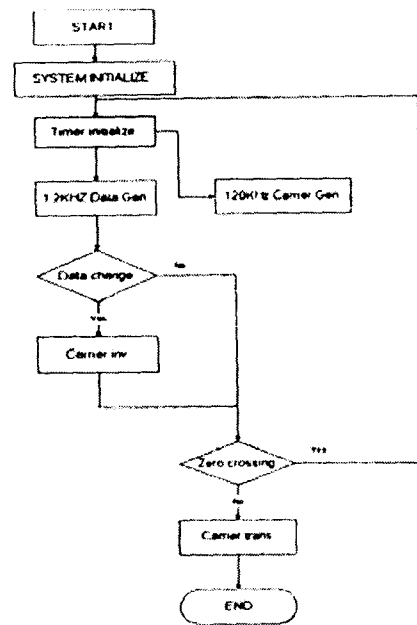 START
SYSTEM INITIALIZE
Timer initialize
1.2KHZ Data Gen
120KHz Carrier Gen
Data change
No
Yes
Carrier inv
Zero crossing
Yes
No
Carrier trans
END